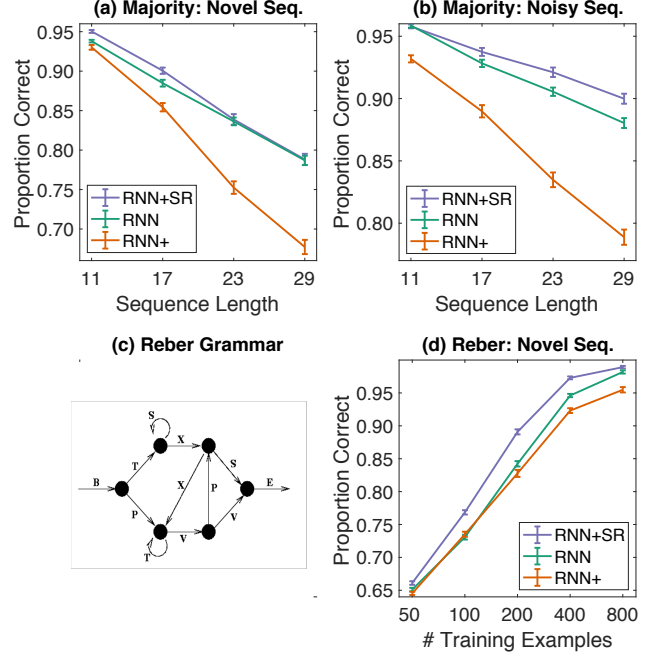 (a) Majority: Novel Seq.
Proportion Correct
0.95
0.90
0.85
0.80
0.75
0.70
RNN+SR
RNN
RNN+
11 17 23 29
Sequence Length
(b) Majority: Noisy Seq.
Proportion Correct
0.95
0.90
0.85
0.80
RNN+SR
RNN
RNN+
11 17 23 29
Sequence Length
(c) Reber Grammar
S
X
T
B
X
P
S
E
P
V
V
T
(d) Reber: Novel Seq.
Proportion Correct
0.95
0.90
0.85
0.80
0.75
0.70
0.65
RNN+SR
RNN
RNN+
50 100 200 400 800
# Training Examples